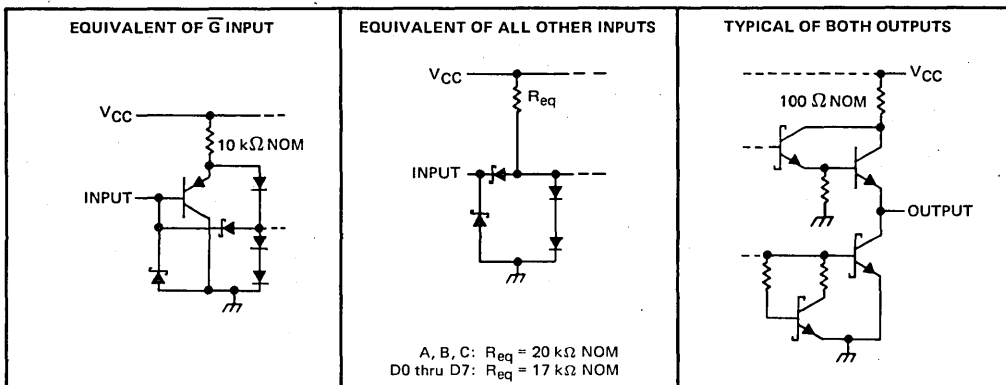 EQUIVALENT OF G̅ INPUT
VCC
10 kΩ NOM
INPUT
EQUIVALENT OF ALL OTHER INPUTS
VCC
Req
INPUT
A, B, C: Req = 20 kΩ NOM
D0 thru D7: Req = 17 kΩ NOM
TYPICAL OF BOTH OUTPUTS
VCC
100 Ω NOM
OUTPUT